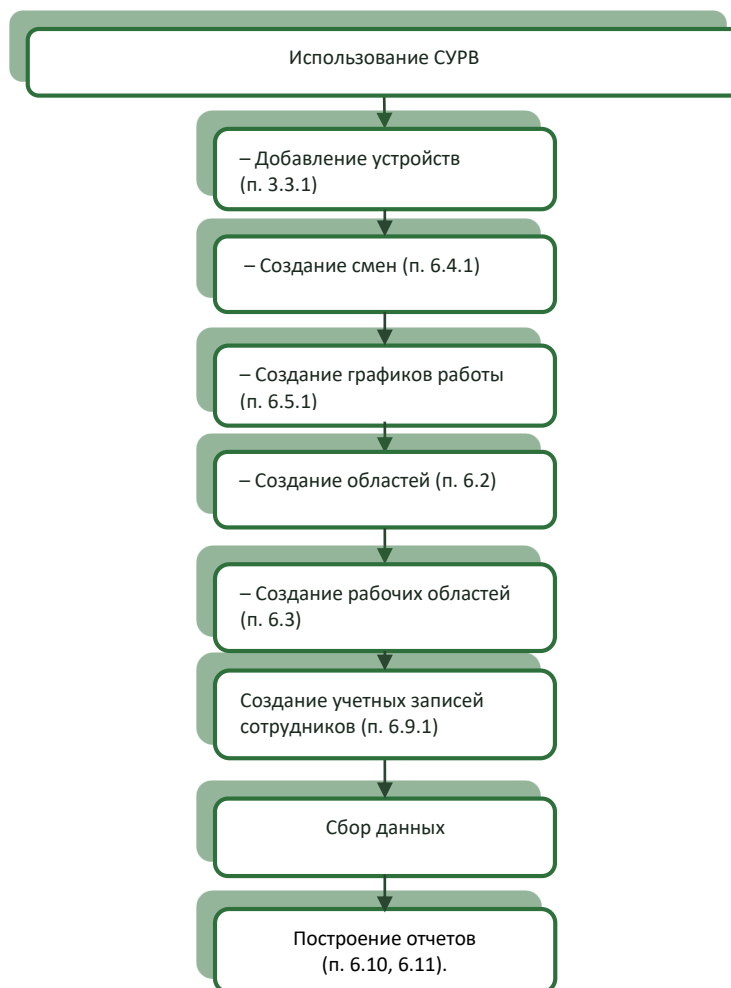 Использование СУРВ
– Добавление устройств
(п. 3.3.1)
– Создание смен (п. 6.4.1)
– Создание графиков работы
(п. 6.5.1)
– Создание областей (п. 6.2)
– Создание рабочих областей
(п. 6.3)
Создание учетных записей
сотрудников (п. 6.9.1)
Сбор данных
Построение отчетов
(п. 6.10, 6.11).